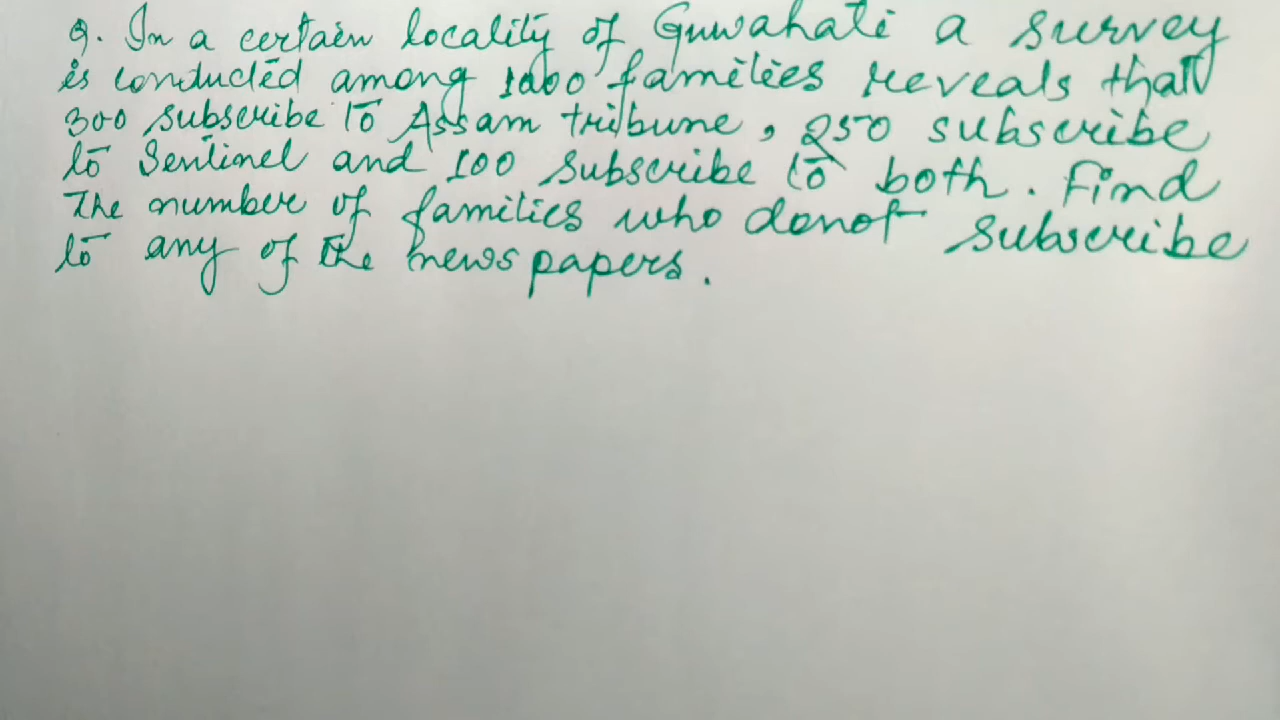 Q. In a certain locality of Guwahati a survey
is conducted among 1000 families reveals that
300 subscribe to Assam tribune, 250 subscribe
to Sentinel and 100 subscribe to both. Find
The number of families who donot subscribe
to any of the newspapers.